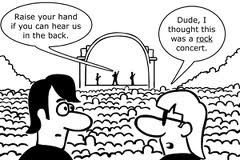 Raise your hand
if you can hear us
in the back.
Dude, I
thought this
was a rock
concert.